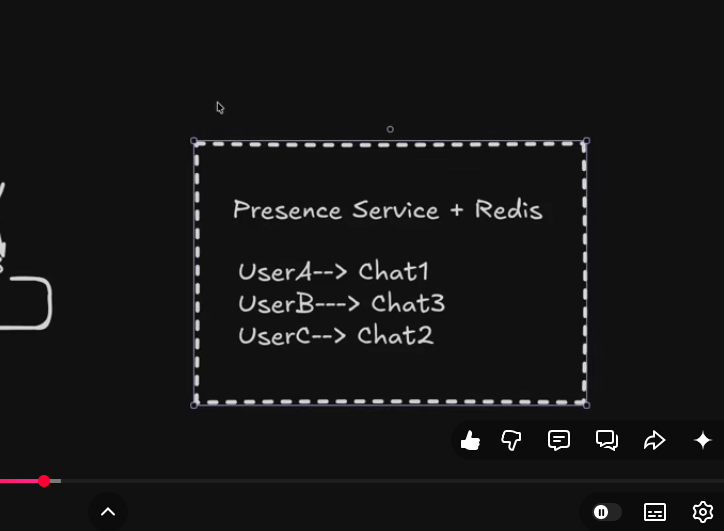 Presence Service + Redis
UserA--> Chat1
UserB---> Chat3
UserC--> Chat2